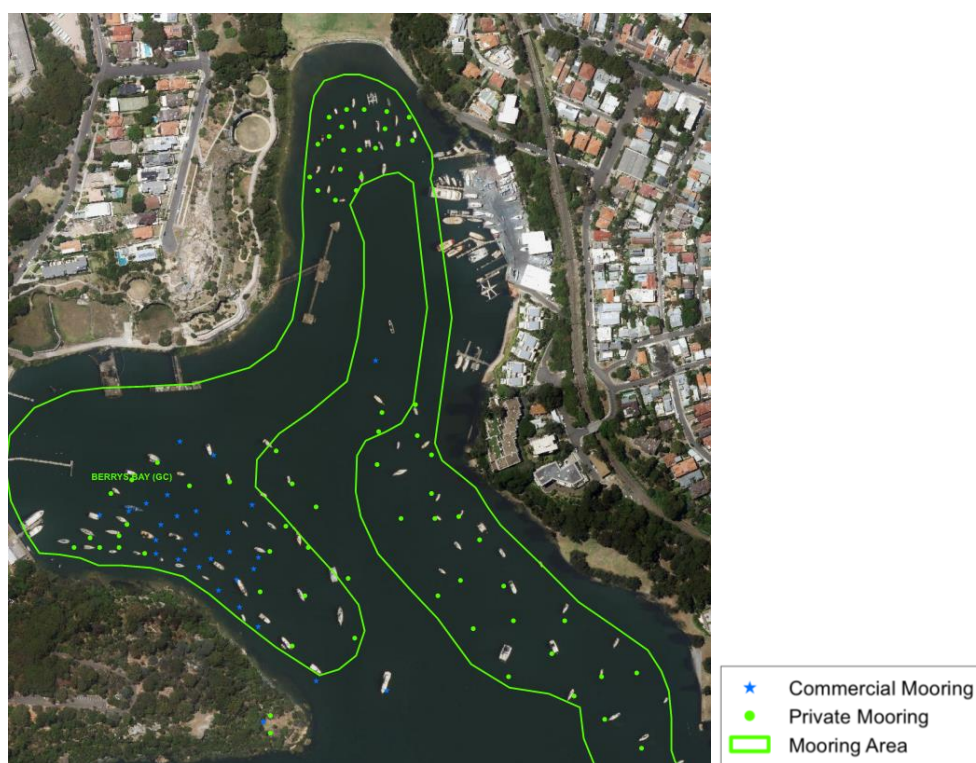 BERRYS BAY (GC)
Commercial Mooring
Private Mooring
Mooring Area